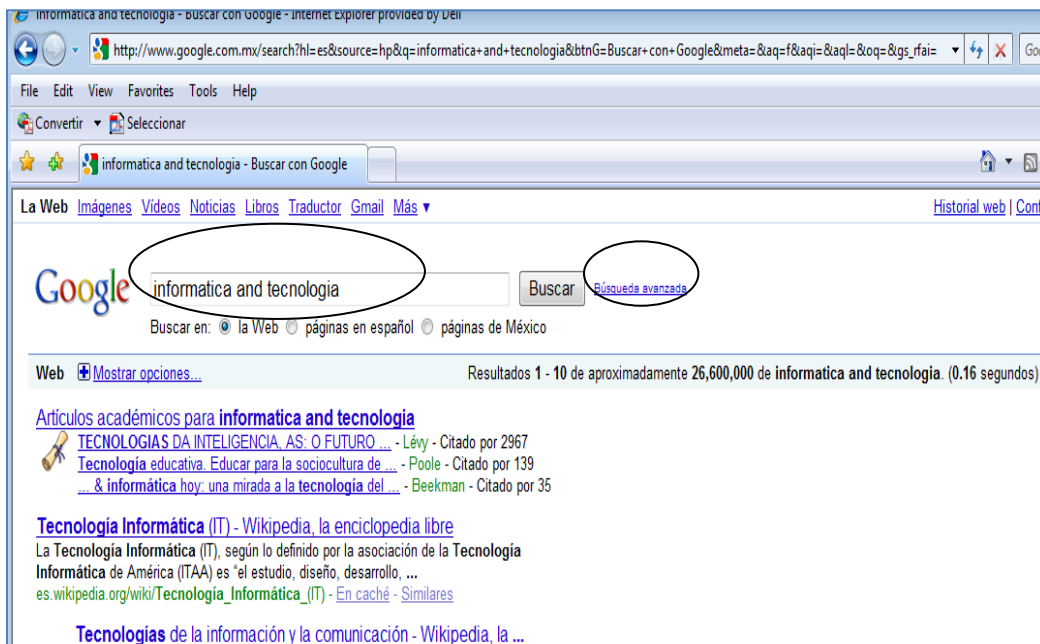 informatica and tecnologia - Buscar con Google - Internet Explorer provided by Dell
http://www.google.com.mx/search?hl=es&source=hp&q=informatica+and+tecnologia&btnG=Buscar+con+Google&meta=&aq=f&aqi=&aql=&oq=&gs_rfai= Goo
File Edit View Favorites Tools Help
Convertir Seleccionar
informatica and tecnologia - Buscar con Google
La Web Imágenes Vídeos Noticias Libros Traductor Gmail Más ▼ Historial web | Conf
Google informatica and tecnologia Buscar Búsqueda avanzada
Buscar en: la Web páginas en español páginas de México
Web Mostrar opciones... Resultados 1 - 10 de aproximadamente 26,600,000 de informatica and tecnologia. (0.16 segundos)
Artículos académicos para informatica and tecnologia
TECNOLOGIAS DA INTELIGENCIA, AS: O FUTURO ... - Lévy - Citado por 2967
Tecnología educativa. Educar para la sociocultura de ... - Poole - Citado por 139
... & informática hoy: una mirada a la tecnología del ... - Beekman - Citado por 35
Tecnología Informática (IT) - Wikipedia, la enciclopedia libre
La Tecnología Informática (IT), según lo definido por la asociación de la Tecnología
Informática de América (ITAA) es "el estudio, diseño, desarrollo, ...
es.wikipedia.org/wiki/Tecnología_Informática_(IT) - En caché - Similares
Tecnologías de la información y la comunicación - Wikipedia, la ...